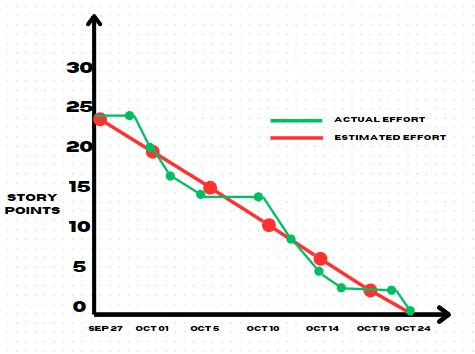 30
25
20
15
10
5
0
STORY
POINTS
ACTUAL EFFORT
ESTIMATED EFFORT
SEP 27 OCT 01 OCT 5 OCT 10 OCT 14 OCT 19 OCT 24